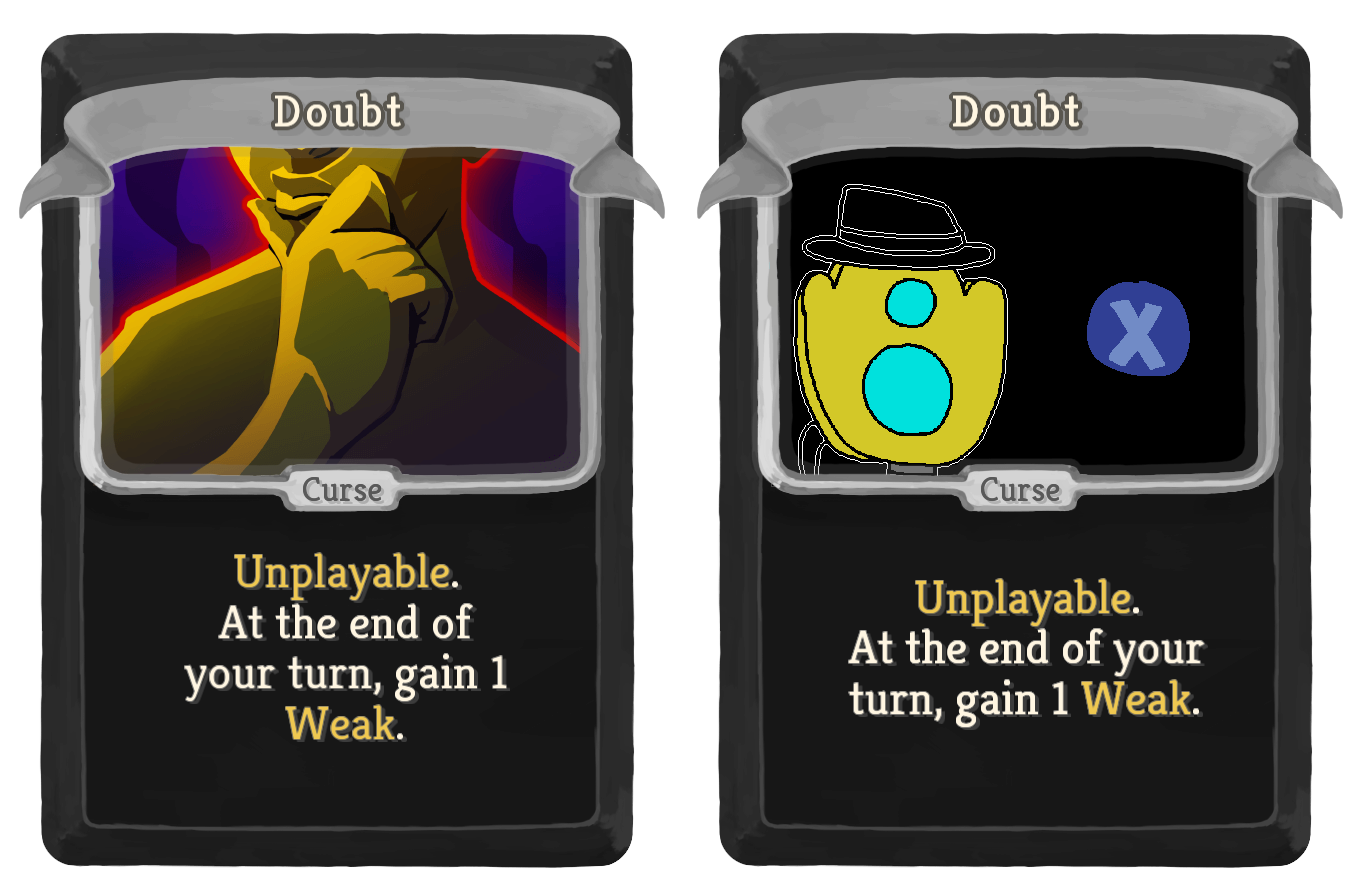 Doubt
Curse
Unplayable.
At the end of
your turn, gain 1
Weak.
Doubt
X
Curse
Unplayable.
At the end of your
turn, gain 1 Weak.